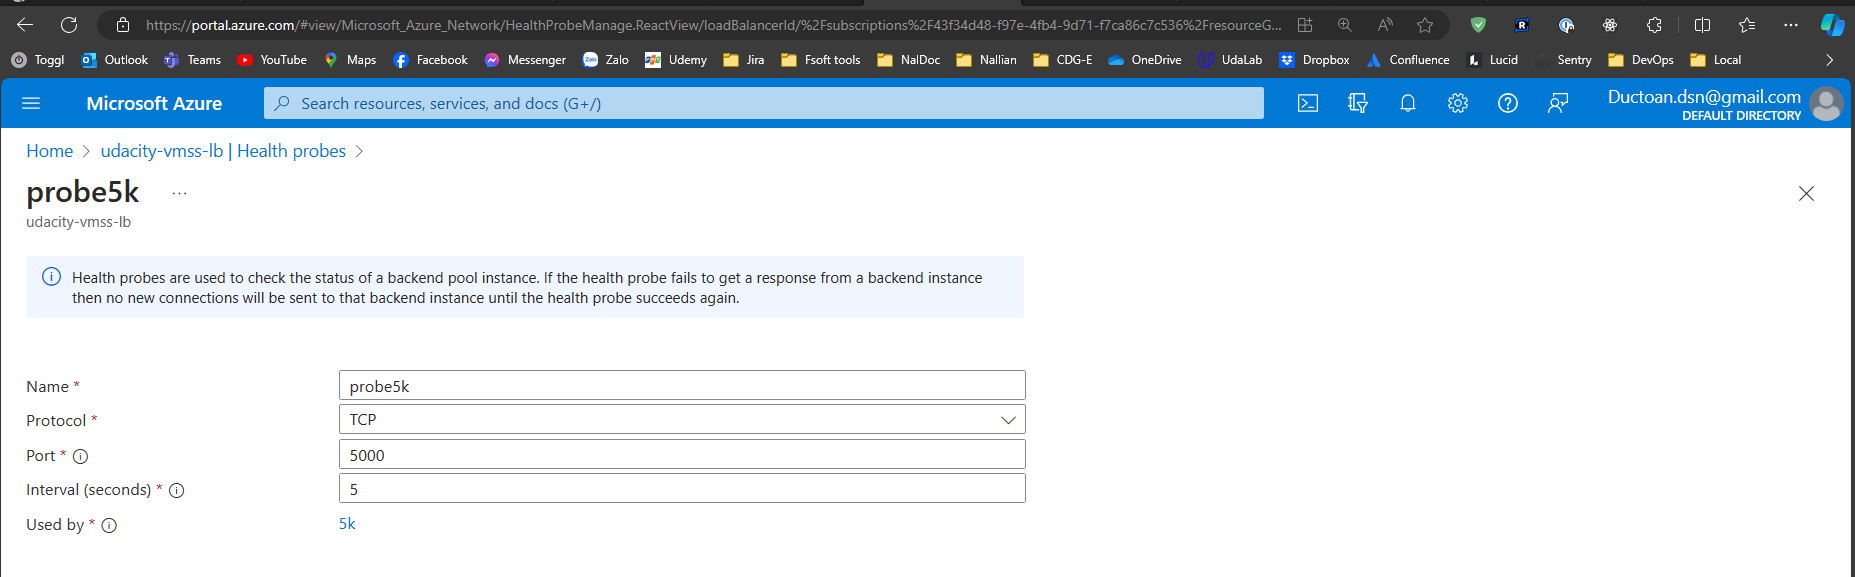 https://portal.azure.com/#view/Microsoft_Azure_Network/HealthProbeManage.ReactView/loadBalancerId/%2Fsubscriptions%2F43f34d48-f97e-4fb4-9d71-f7ca86c7c536%2FresourceG...
Toggl Outlook Teams YouTube Maps Facebook Messenger Zalo Udemy Jira Fsoft tools NalDoc Nallian CDG-E OneDrive UdaLab Dropbox Confluence Lucid Sentry DevOps Local
Microsoft Azure Search resources, services, and docs (G+/) Ductoan.dsn@gmail.com
DEFAULT DIRECTORY
Home > udacity-vmss-lb | Health probes >
probe5k ...
udacity-vmss-lb
Health probes are used to check the status of a backend pool instance. If the health probe fails to get a response from a backend instance
then no new connections will be sent to that backend instance until the health probe succeeds again.
Name * probe5k
Protocol * TCP
Port * 5000
Interval (seconds) * 5
Used by * 5k